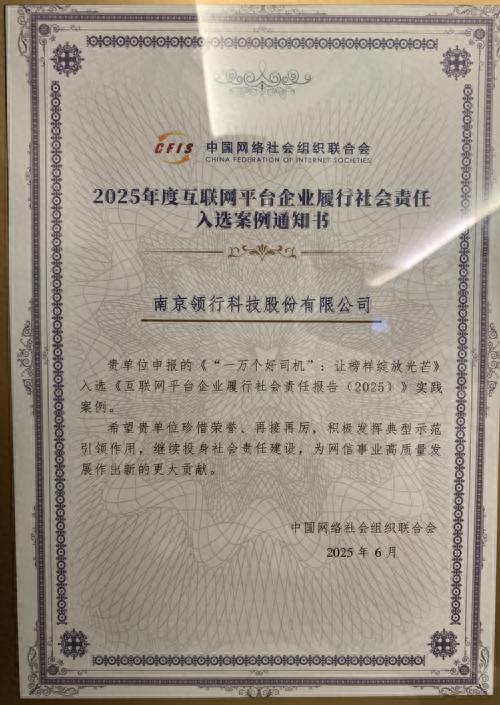 CFIS 中国网络社会组织联合会
CHINA FEDERATION OF INTERNET SOCIETIES
2025年度互联网平台企业履行社会责任
入选案例通知书
南京领行科技股份有限公司
贵单位申报的《“一万个好司机”：让榜样绽放光芒》
入选《互联网平台企业履行社会责任报告（2025）》实践
案例。
希望贵单位珍惜荣誉、再接再厉，积极发挥典型示范
引领作用，继续投身社会责任建设，为网信事业高质量发
展作出新的更大贡献。
中国网络社会组织联合会
2025 年 6 月